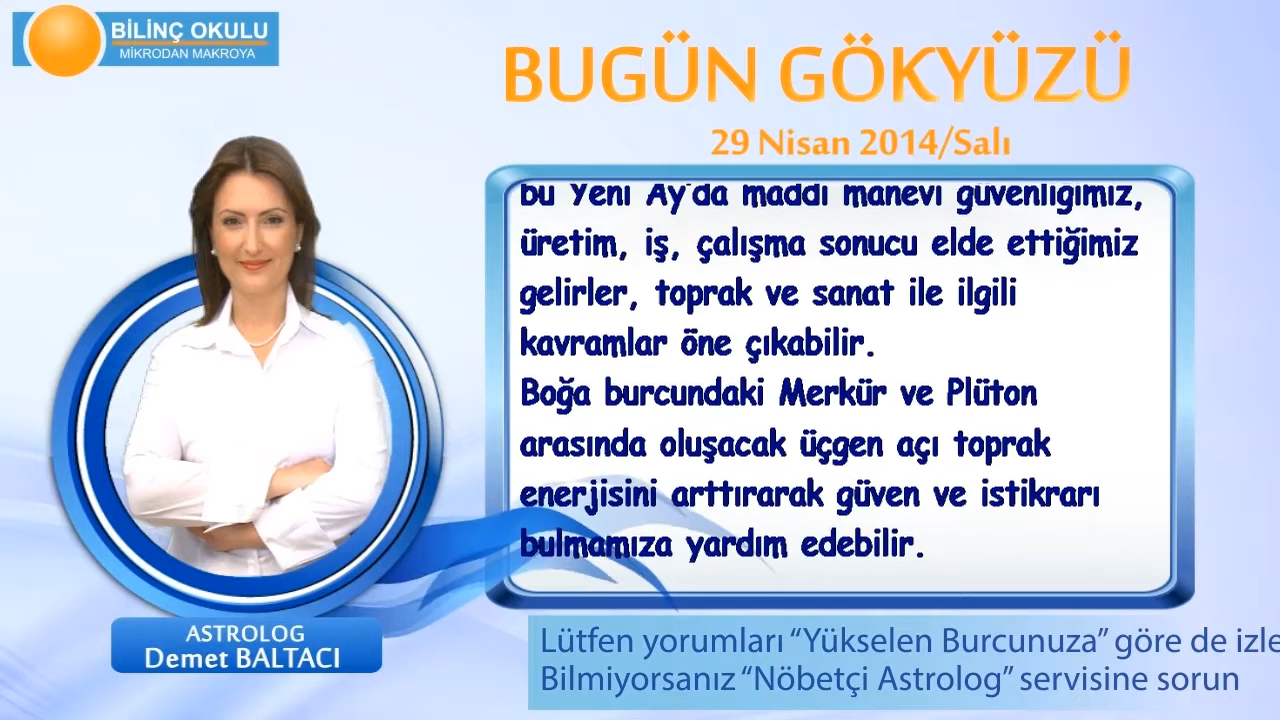 BİLİNÇ OKULU
MİKRODAN MAKROYA
BUGÜN GÖKYÜZÜ
29 Nisan 2014/Salı
bu Yeni Ay'da maddi manevi güvenliğimiz,
üretim, iş, çalışma sonucu elde ettiğimiz
gelirler, toprak ve sanat ile ilgili
kavramlar öne çıkabilir.
Boğa burcundaki Merkür ve Plüton
arasında oluşacak üçgen açı toprak
enerjisini arttırarak güven ve istikrarı
bulmamıza yardım edebilir.
ASTROLOG
Demet BALTACI
Lütfen yorumları “Yükselen Burcunuza” göre de izle
Bilmiyorsanız “Nöbetçi Astrolog” servisine sorun